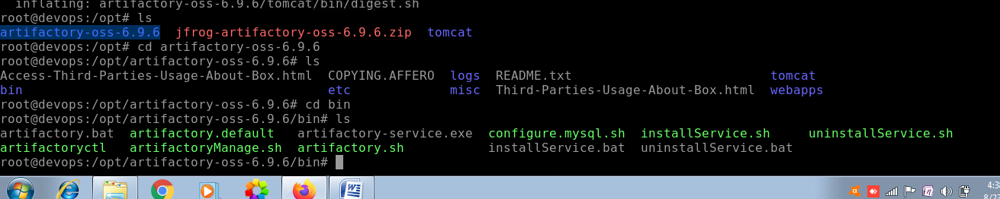 inflating: artifactory-oss-6.9.6/tomcat/bin/digest.sh
root@devops:/opt# ls
artifactory-oss-6.9.6  jfrog-artifactory-oss-6.9.6.zip  tomcat
root@devops:/opt# cd artifactory-oss-6.9.6
root@devops:/opt/artifactory-oss-6.9.6# ls
Access-Third-Parties-Usage-About-Box.html  COPYING.AFFERO  logs  README.txt  tomcat
bin  etc  misc  Third-Parties-Usage-About-Box.html  webapps
root@devops:/opt/artifactory-oss-6.9.6# cd bin
root@devops:/opt/artifactory-oss-6.9.6/bin# ls
artifactory.bat  artifactory.default  artifactory-service.exe  configure.mysql.sh  installService.sh  uninstallService.sh
artifactoryctl  artifactoryManage.sh  artifactory.sh  installService.bat  uninstallService.bat
root@devops:/opt/artifactory-oss-6.9.6/bin#